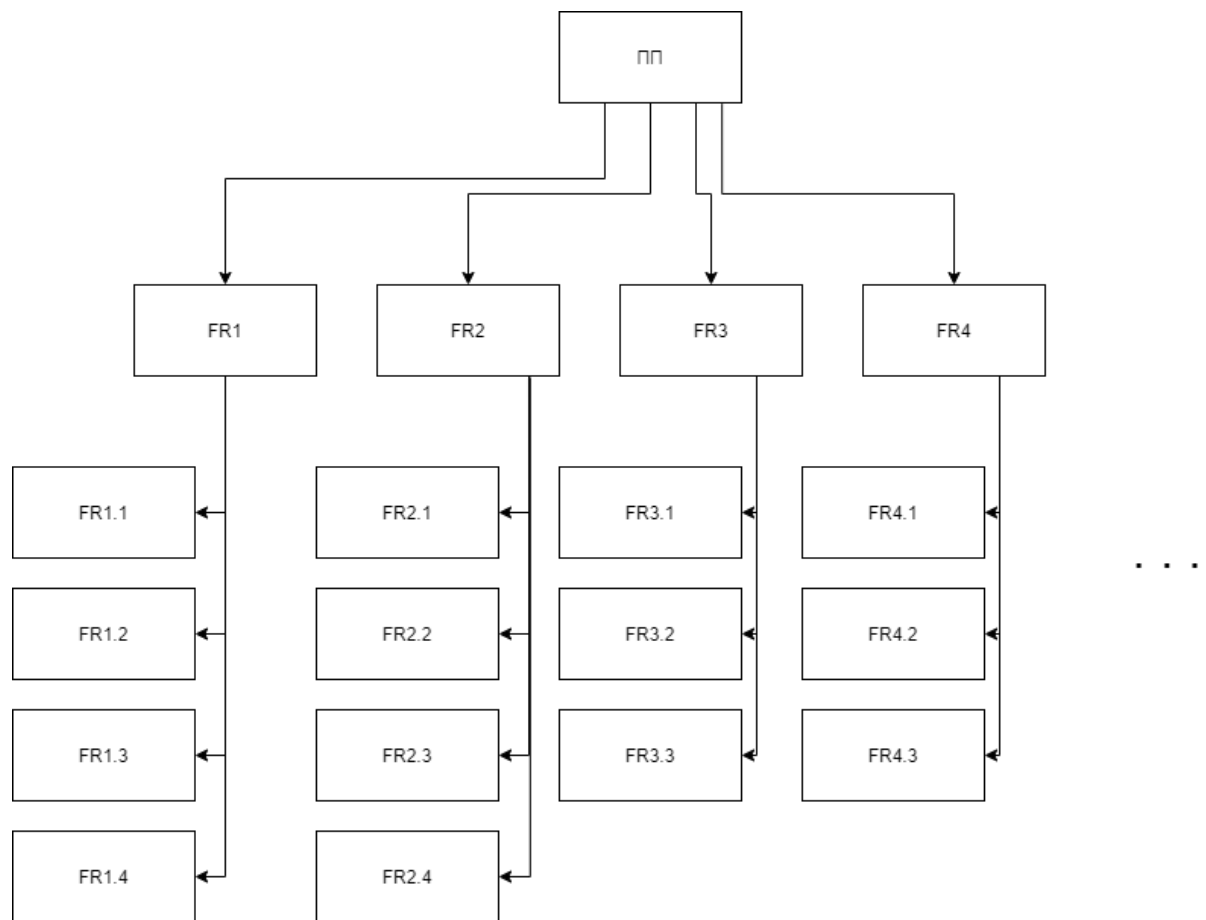 ПП
FR1
FR2
FR3
FR4
FR1.1
FR2.1
FR3.1
FR4.1
. . .
FR1.2
FR2.2
FR3.2
FR4.2
FR1.3
FR2.3
FR3.3
FR4.3
FR1.4
FR2.4